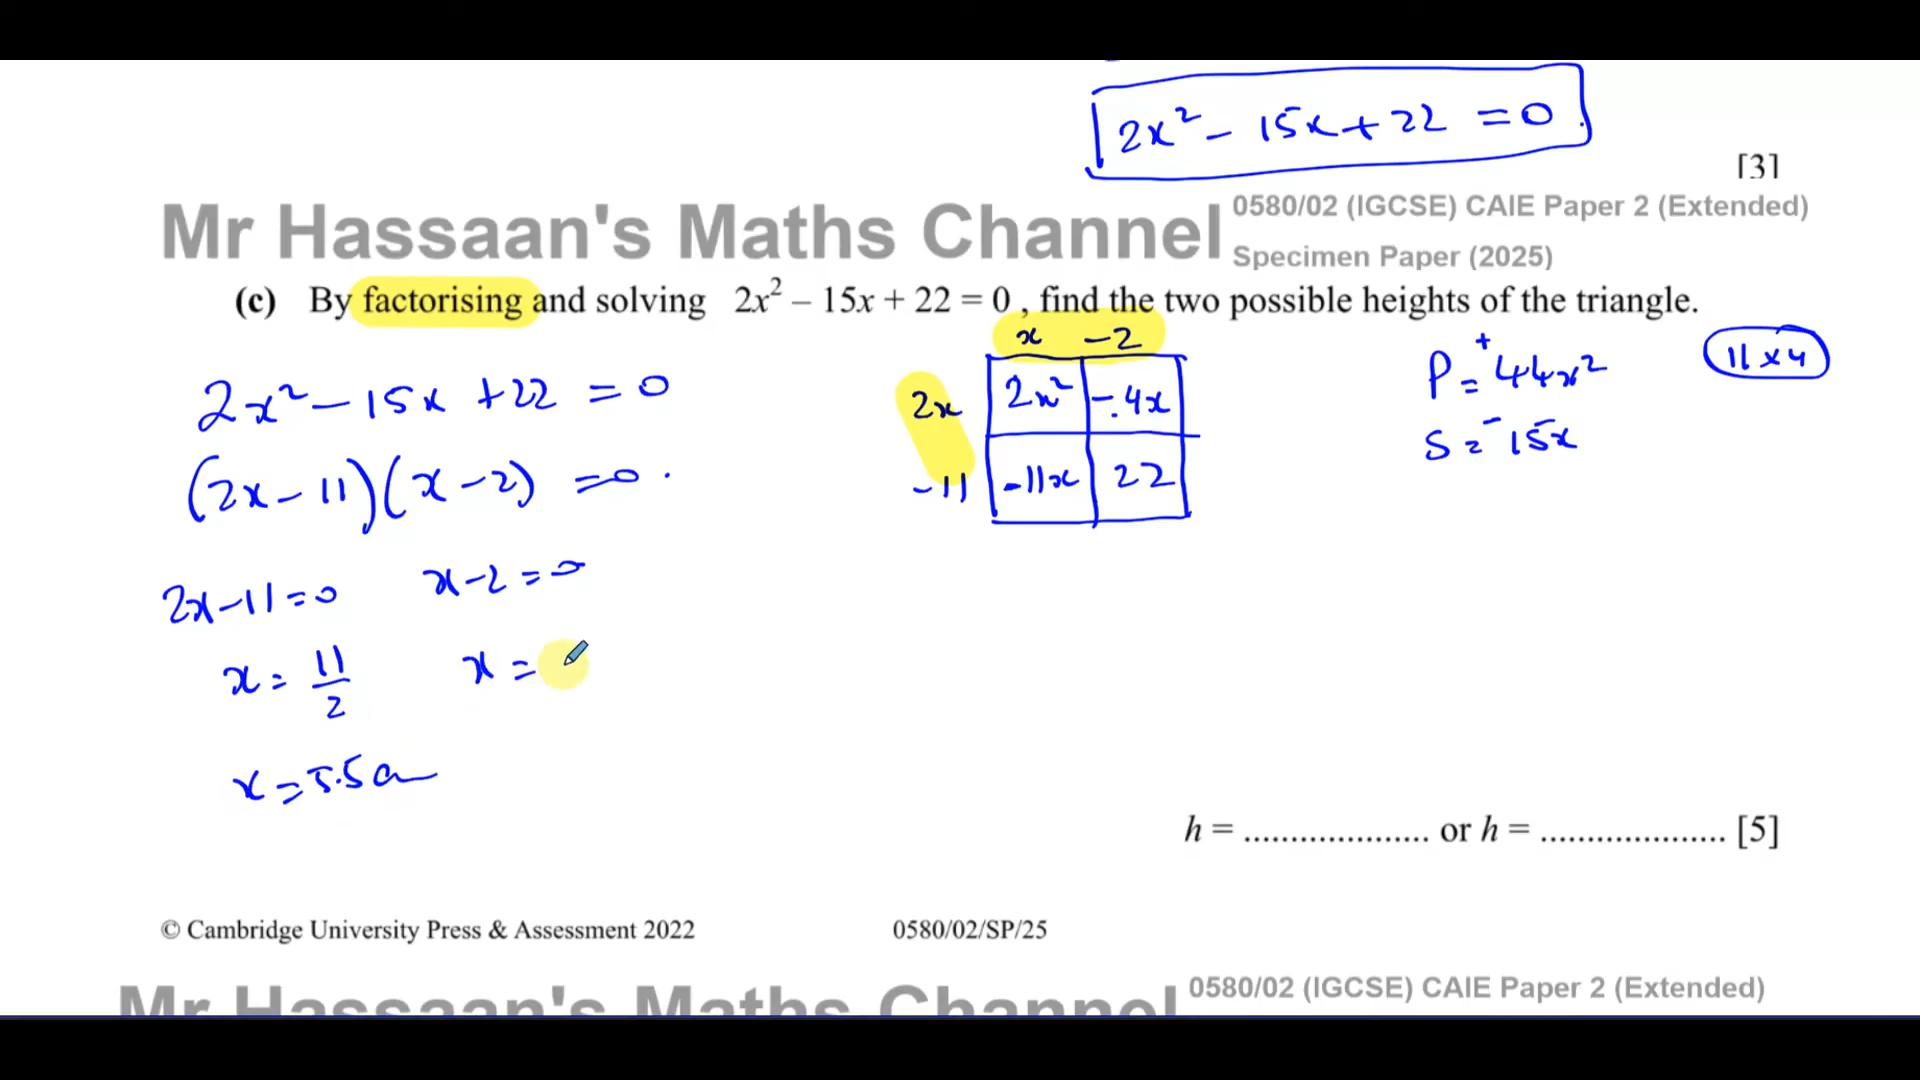 2x² - 15x + 22 = 0
[3]
Mr Hassaan's Maths Channel 0580/02 (IGCSE) CAIE Paper 2 (Extended)
Specimen Paper (2025)
(c) By factorising and solving 2x² – 15x + 22 = 0 , find the two possible heights of the triangle.
x -2
2x 2x² -4x
-11 -11x 22
P = +44x²
S = -15x
11 x 4
2x² - 15x + 22 = 0
(2x - 11)(x - 2) = 0.
2x - 11 = 0 x - 2 = 0
x = 11/2 x =
x = 5.5cm
h = .................... or h = .................... [5]
© Cambridge University Press & Assessment 2022 0580/02/SP/25
Mr Hassaan's Maths Channel 0580/02 (IGCSE) CAIE Paper 2 (Extended)